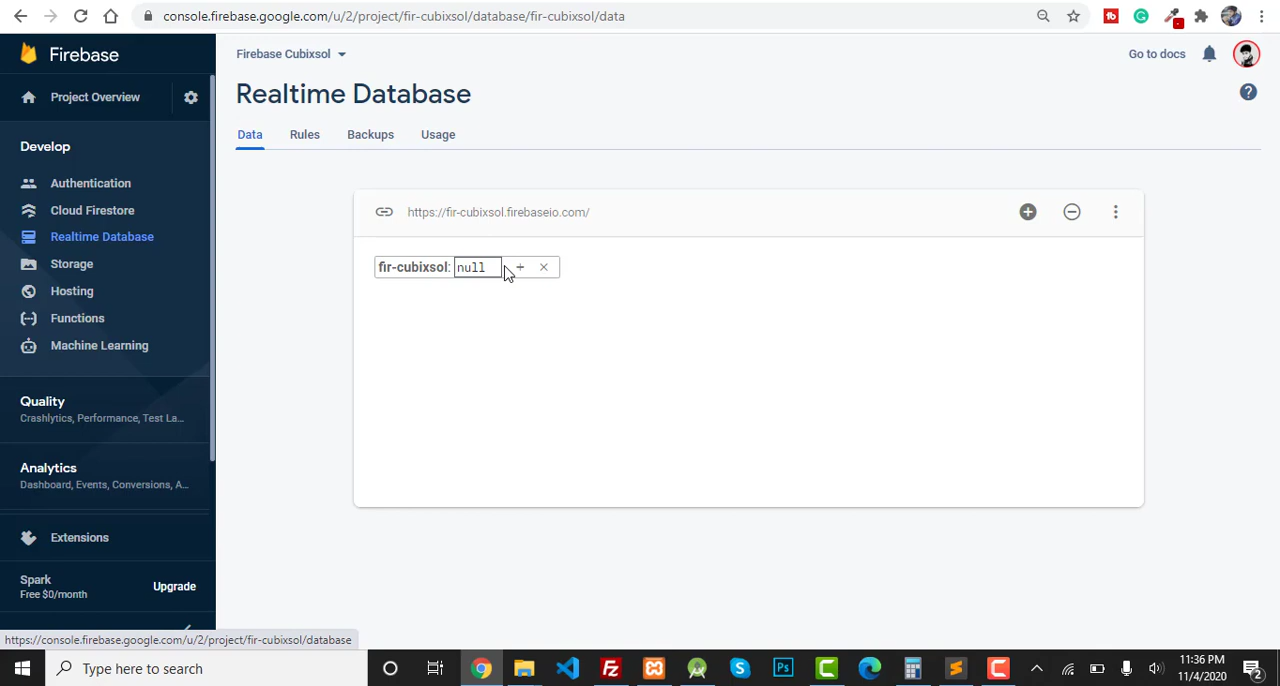 console.firebase.google.com/u/2/project/fir-cubixsol/database/fir-cubixsol/data
Firebase
Firebase Cubixsol
Go to docs
Project Overview
Realtime Database
Data
Rules
Backups
Usage
Develop
Authentication
Cloud Firestore
Realtime Database
Storage
Hosting
Functions
Machine Learning
https://fir-cubixsol.firebaseio.com/
fir-cubixsol: null
Quality
Crashlytics, Performance, Test La...
Analytics
Dashboard, Events, Conversions, A...
Extensions
Spark
Free $0/month
Upgrade
https://console.firebase.google.com/u/2/project/fir-cubixsol/database
Type here to search
11:36 PM
11/4/2020
2